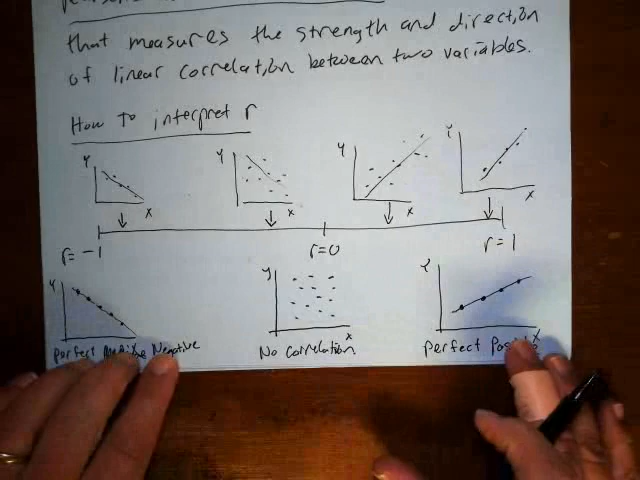 that measures the strength and direction
of linear correlation between two variables.
How to interpret r
Y Y Y Y
X X X X
r= -1 r=0 r= 1
Y Y Y
X X X
Perfect Negative No Correlation Perfect